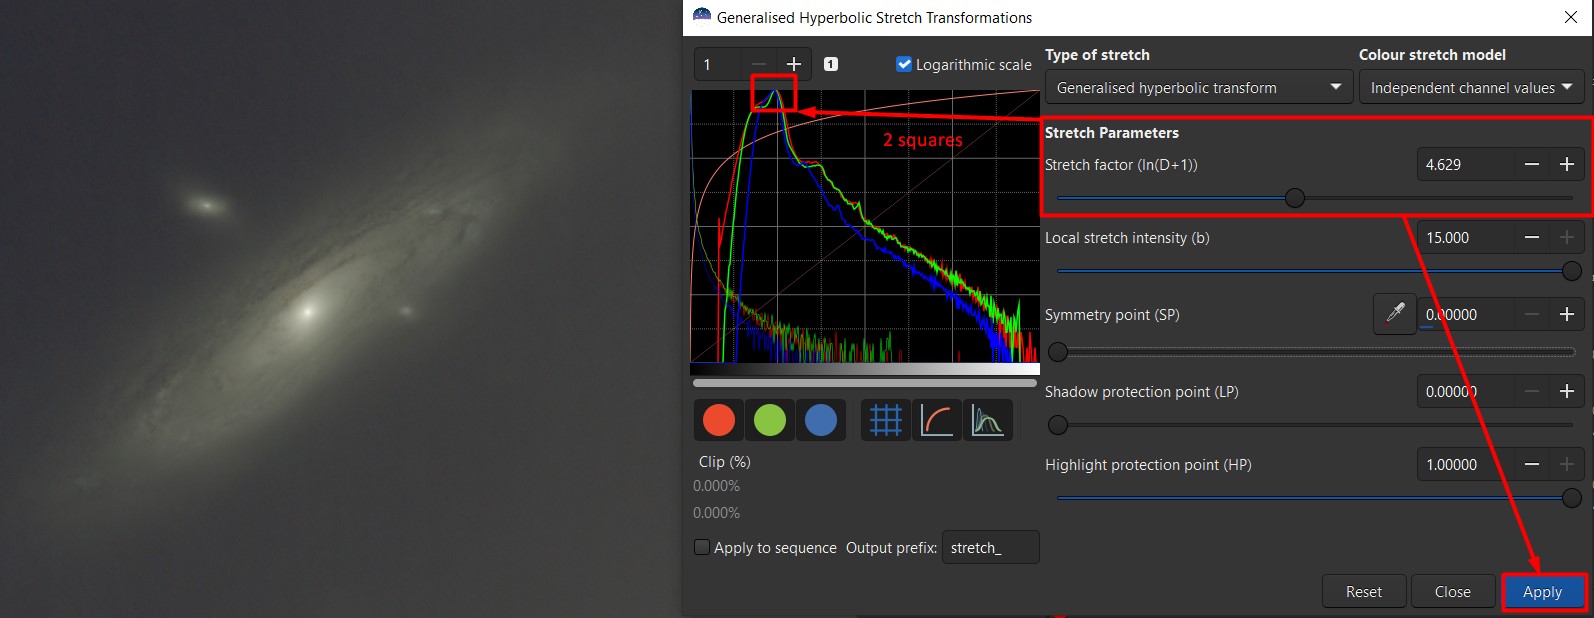 Generalised Hyperbolic Stretch Transformations
1
1
Logarithmic scale
2 squares
Clip (%)
0.000%
0.000%
Apply to sequence Output prefix: stretch_
Type of stretch
Generalised hyperbolic transform
Colour stretch model
Independent channel values
Stretch Parameters
Stretch factor (ln(D+1)) 4.629
Local stretch intensity (b) 15.000
Symmetry point (SP) 0.00000
Shadow protection point (LP) 0.00000
Highlight protection point (HP) 1.00000
Reset Close Apply